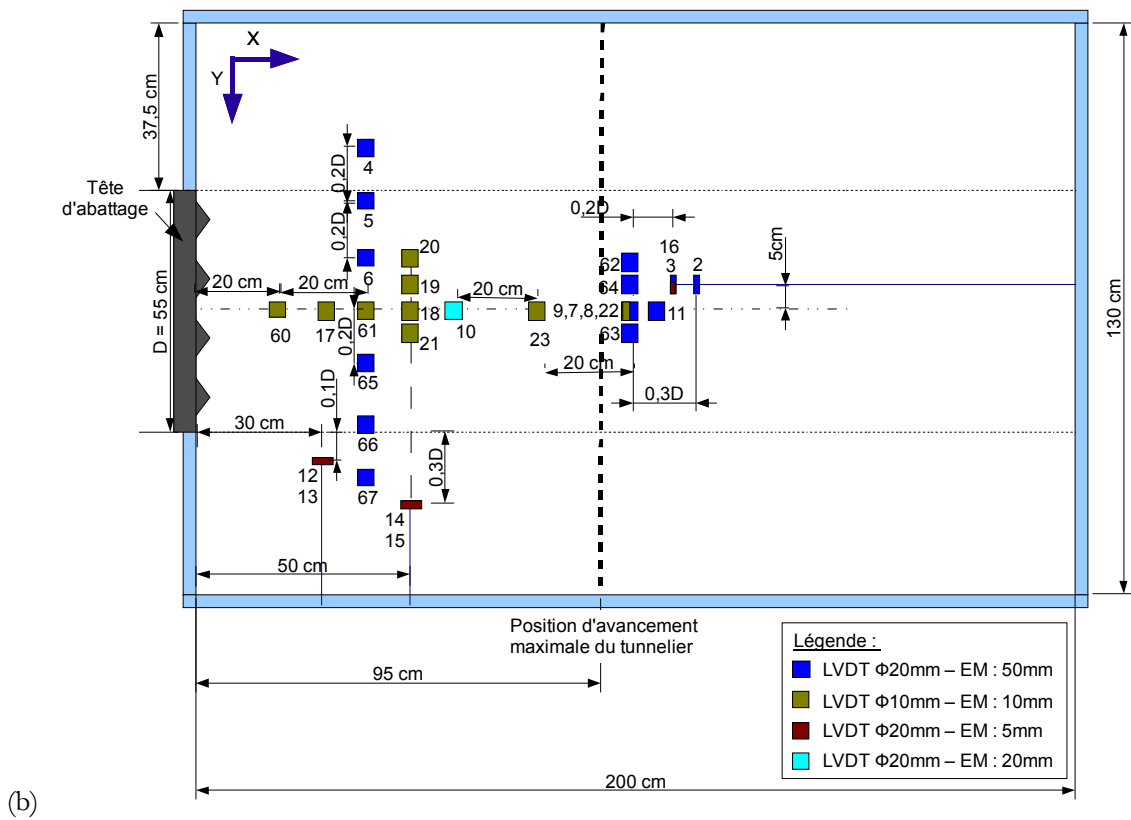 X
Y
37,5 cm
Tête
d'abattage
D = 55 cm
0,2D
4
0,2D
5
6
20
19
18
21
20 cm
20 cm
60
17
61
0,2D
65
20 cm
10
23
0,2D
16
3
2
5cm
62
64
9,7,8,22
11
63
20 cm
0,3D
130 cm
0,1D
66
30 cm
12
13
67
0,3D
14
15
50 cm
Position d'avancement
maximale du tunnelier
95 cm
200 cm
Légende :
LVDT Φ20mm – EM : 50mm
LVDT Φ10mm – EM : 10mm
LVDT Φ20mm – EM : 5mm
LVDT Φ20mm – EM : 20mm
(b)